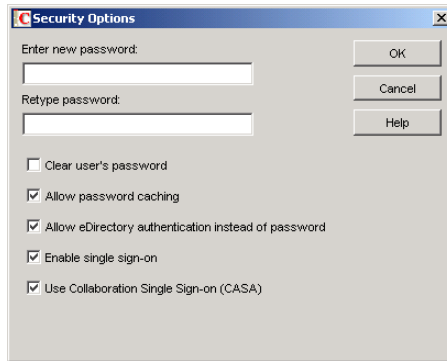 Security Options
Enter new password:
OK
Cancel
Retype password:
Help
Clear user's password
Allow password caching
Allow eDirectory authentication instead of password
Enable single sign-on
Use Collaboration Single Sign-on (CASA)